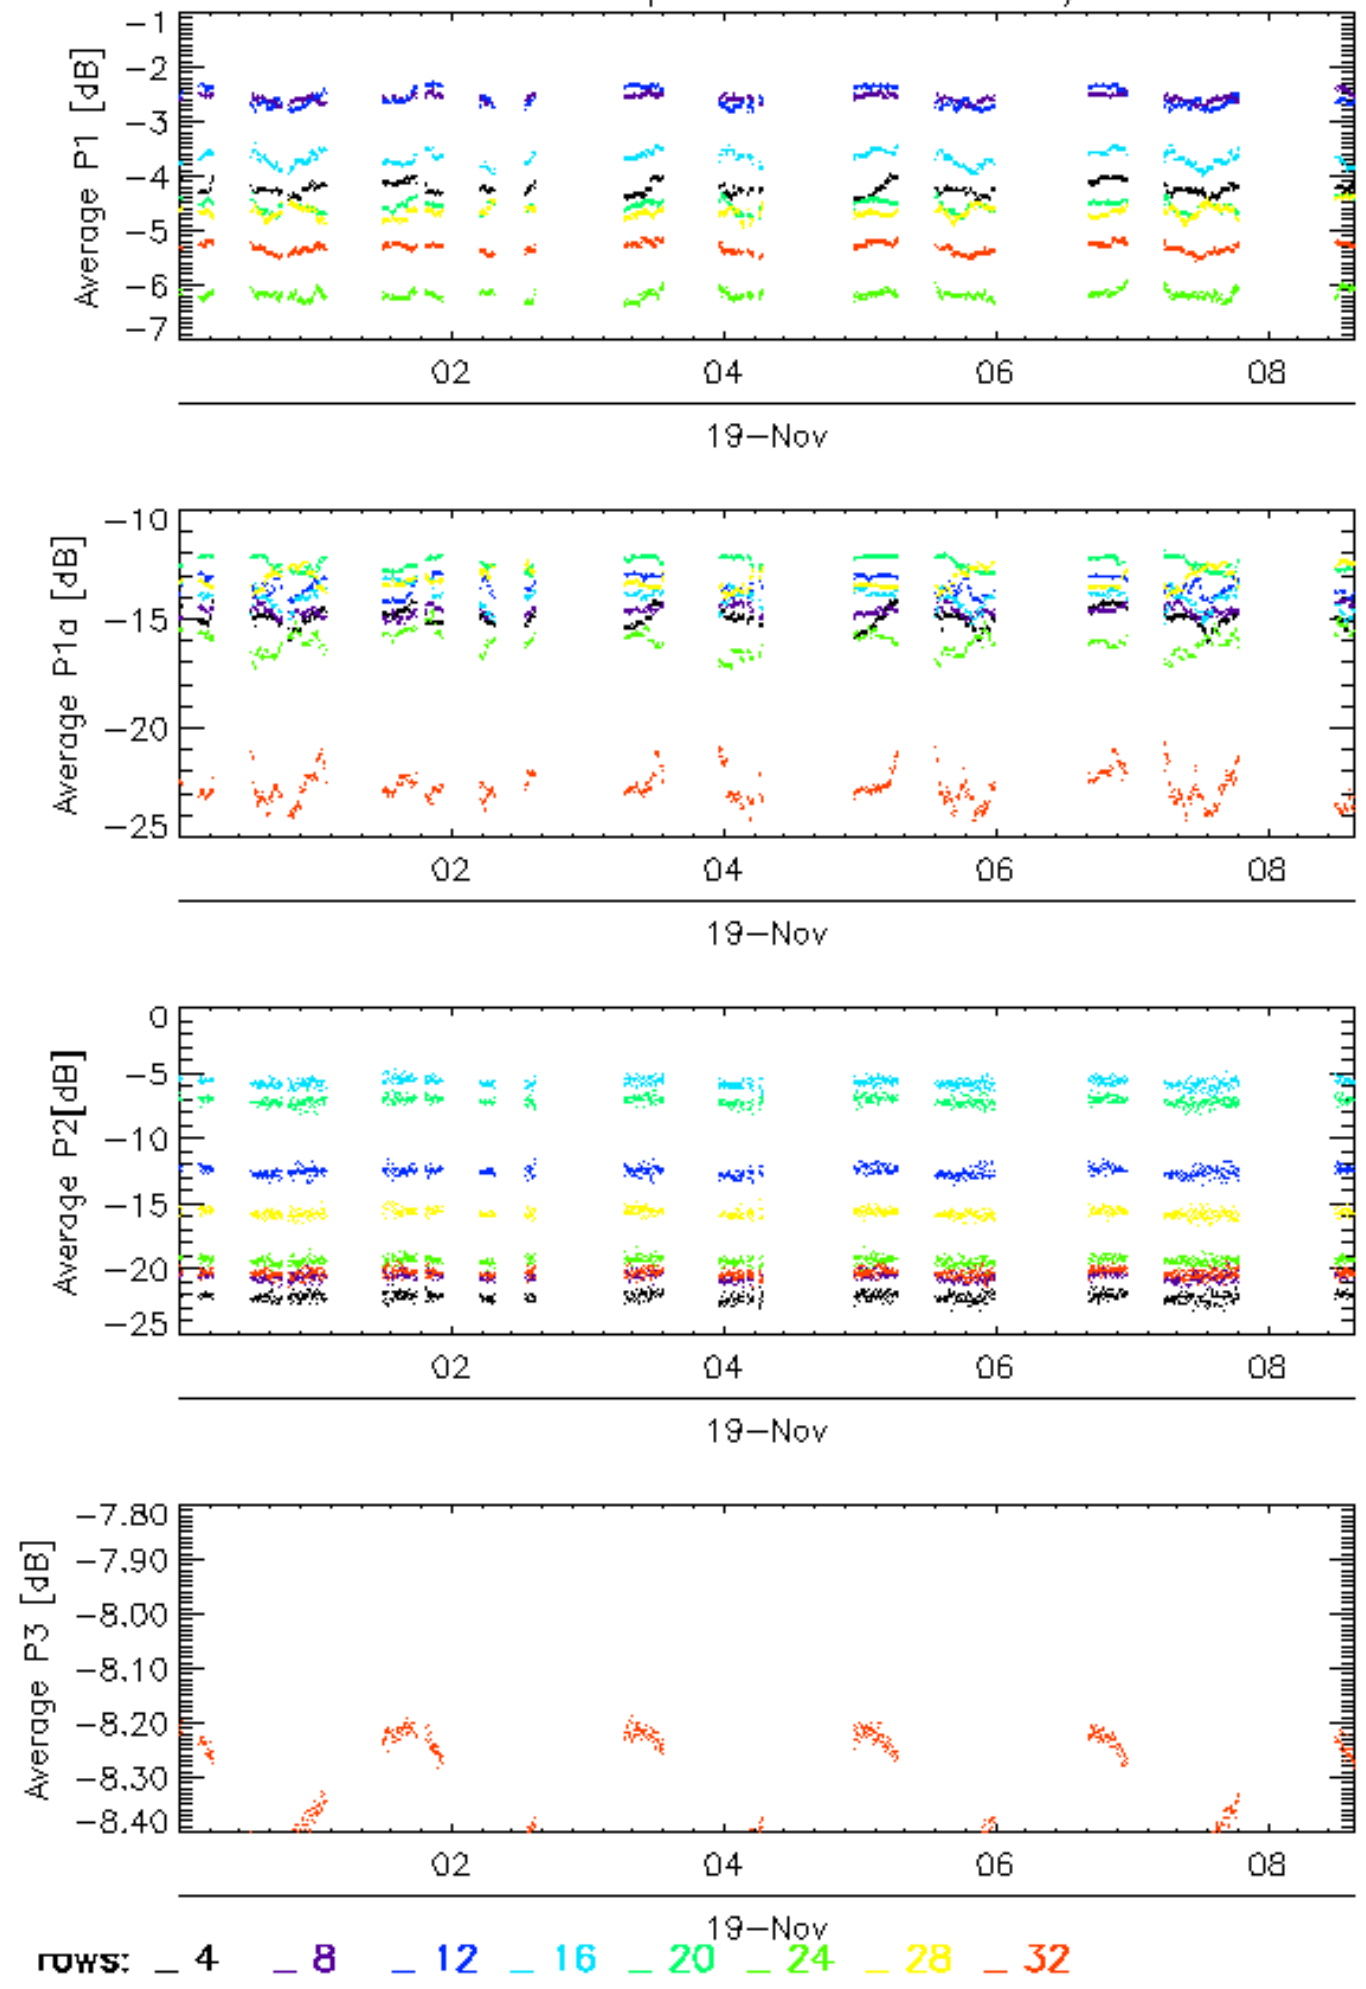 Average P1 [dB]
-1
-2
-3
-4
-5
-6
-7
02 04 06 08
19-Nov
Average P1a [dB]
-10
-15
-20
-25
02 04 06 08
19-Nov
Average P2[dB]
0
-5
-10
-15
-20
-25
02 04 06 08
19-Nov
Average P3 [dB]
-7.80
-7.90
-8.00
-8.10
-8.20
-8.30
-8.40
02 04 06 08
19-Nov
rows: _ 4 _ 8 _ 12 _ 16 _ 20 _ 24 _ 28 _ 32